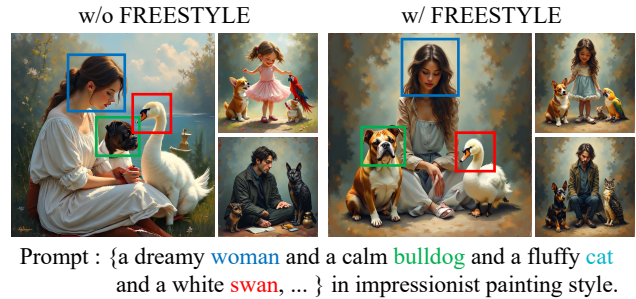 w/o FREESTYLE
w/ FREESTYLE
Prompt : {a dreamy woman and a calm bulldog and a fluffy cat
and a white swan, ... } in impressionist painting style.